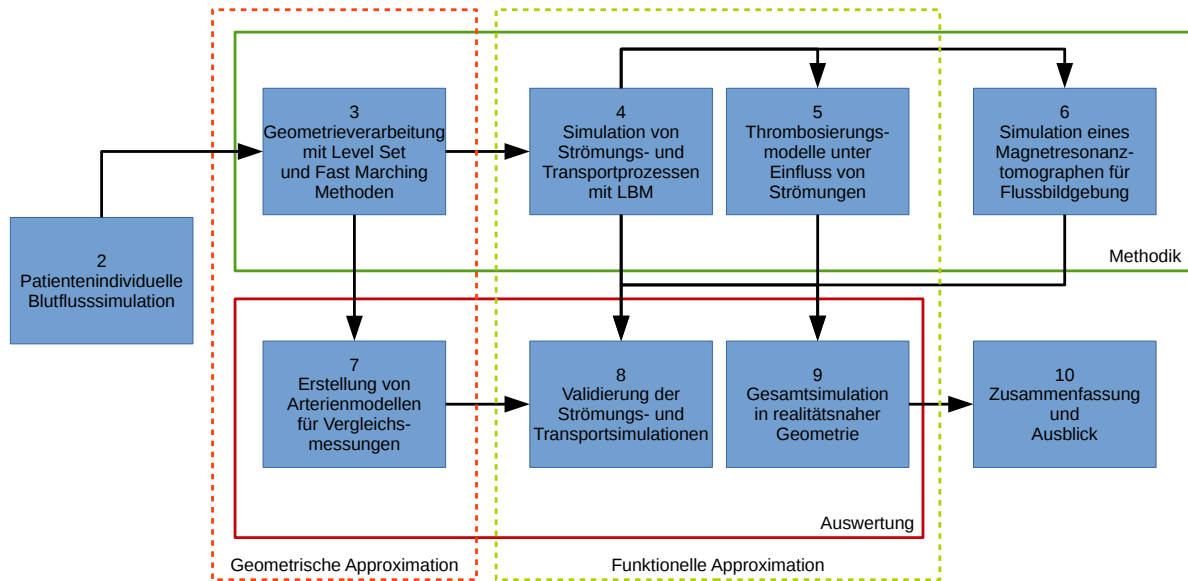 3
Geometrieverarbeitung
mit Level Set
und Fast Marching
Methoden
4
Simulation von
Strömungs- und
Transportprozessen
mit LBM
5
Thrombosierungs-
modelle unter
Einfluss von
Strömungen
6
Simulation eines
Magnetresonanz-
tomographen für
Flussbildgebung
2
Patientenindividuelle
Blutflusssimulation
Methodik
7
Erstellung von
Arterienmodellen
für Vergleichs-
messungen
8
Validierung der
Strömungs- und
Transportsimulationen
9
Gesamtsimulation
in realitätsnaher
Geometrie
10
Zusammenfassung
und
Ausblick
Auswertung
Geometrische Approximation
Funktionelle Approximation